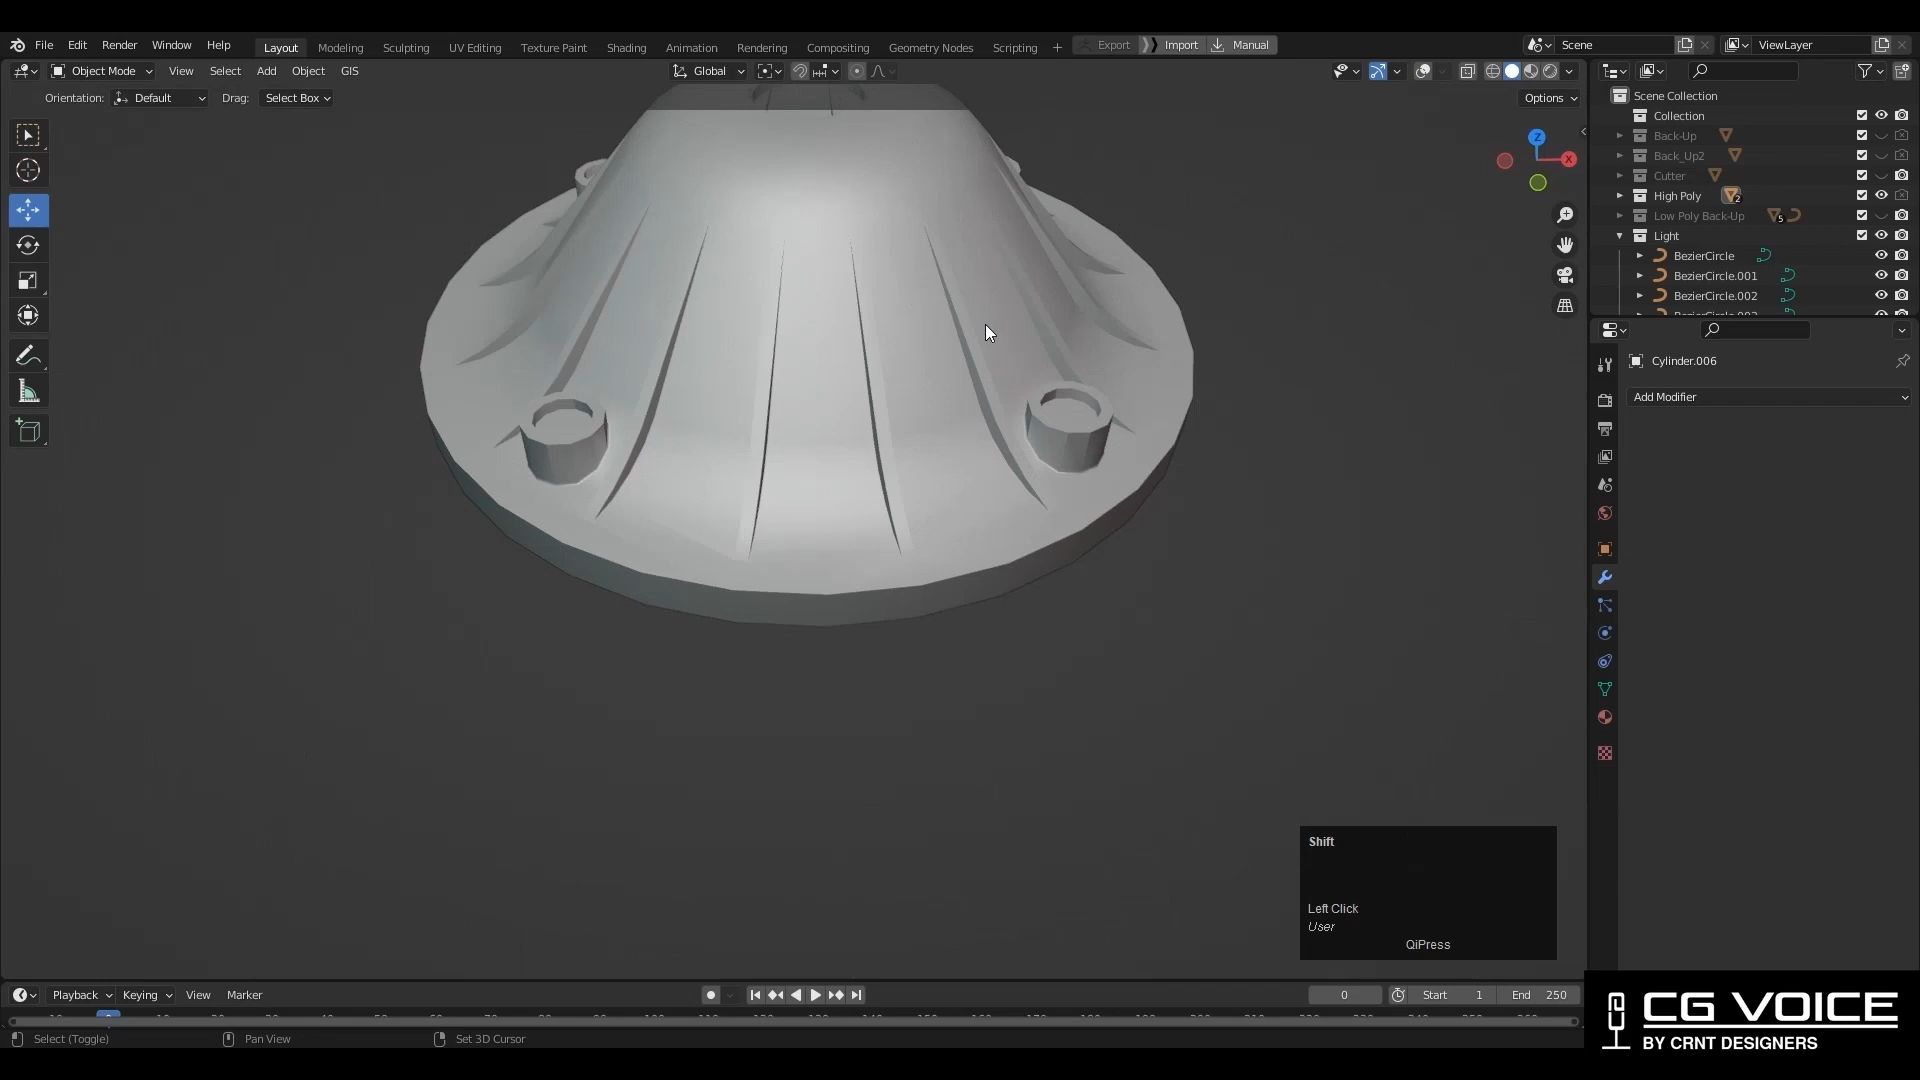 File Edit Render Window Help Layout Modeling Sculpting UV Editing Texture Paint Shading Animation Rendering Compositing Geometry Nodes Scripting + Export Import Manual Scene ViewLayer
Object Mode View Select Add Object GIS Global
Orientation: Default Drag: Select Box Options
Scene Collection
Collection
Back-Up
Back_Up2
Cutter
High Poly 2
Low Poly Back-Up 5
Light
BezierCircle
BezierCircle.001
BezierCircle.002
Z
X
Cylinder.006
Add Modifier
Shift
Left Click
User
QiPress
Playback Keying View Marker 0 Start 1 End 250
Select (Toggle) Pan View Set 3D Cursor
CG VOICE
BY CRNT DESIGNERS